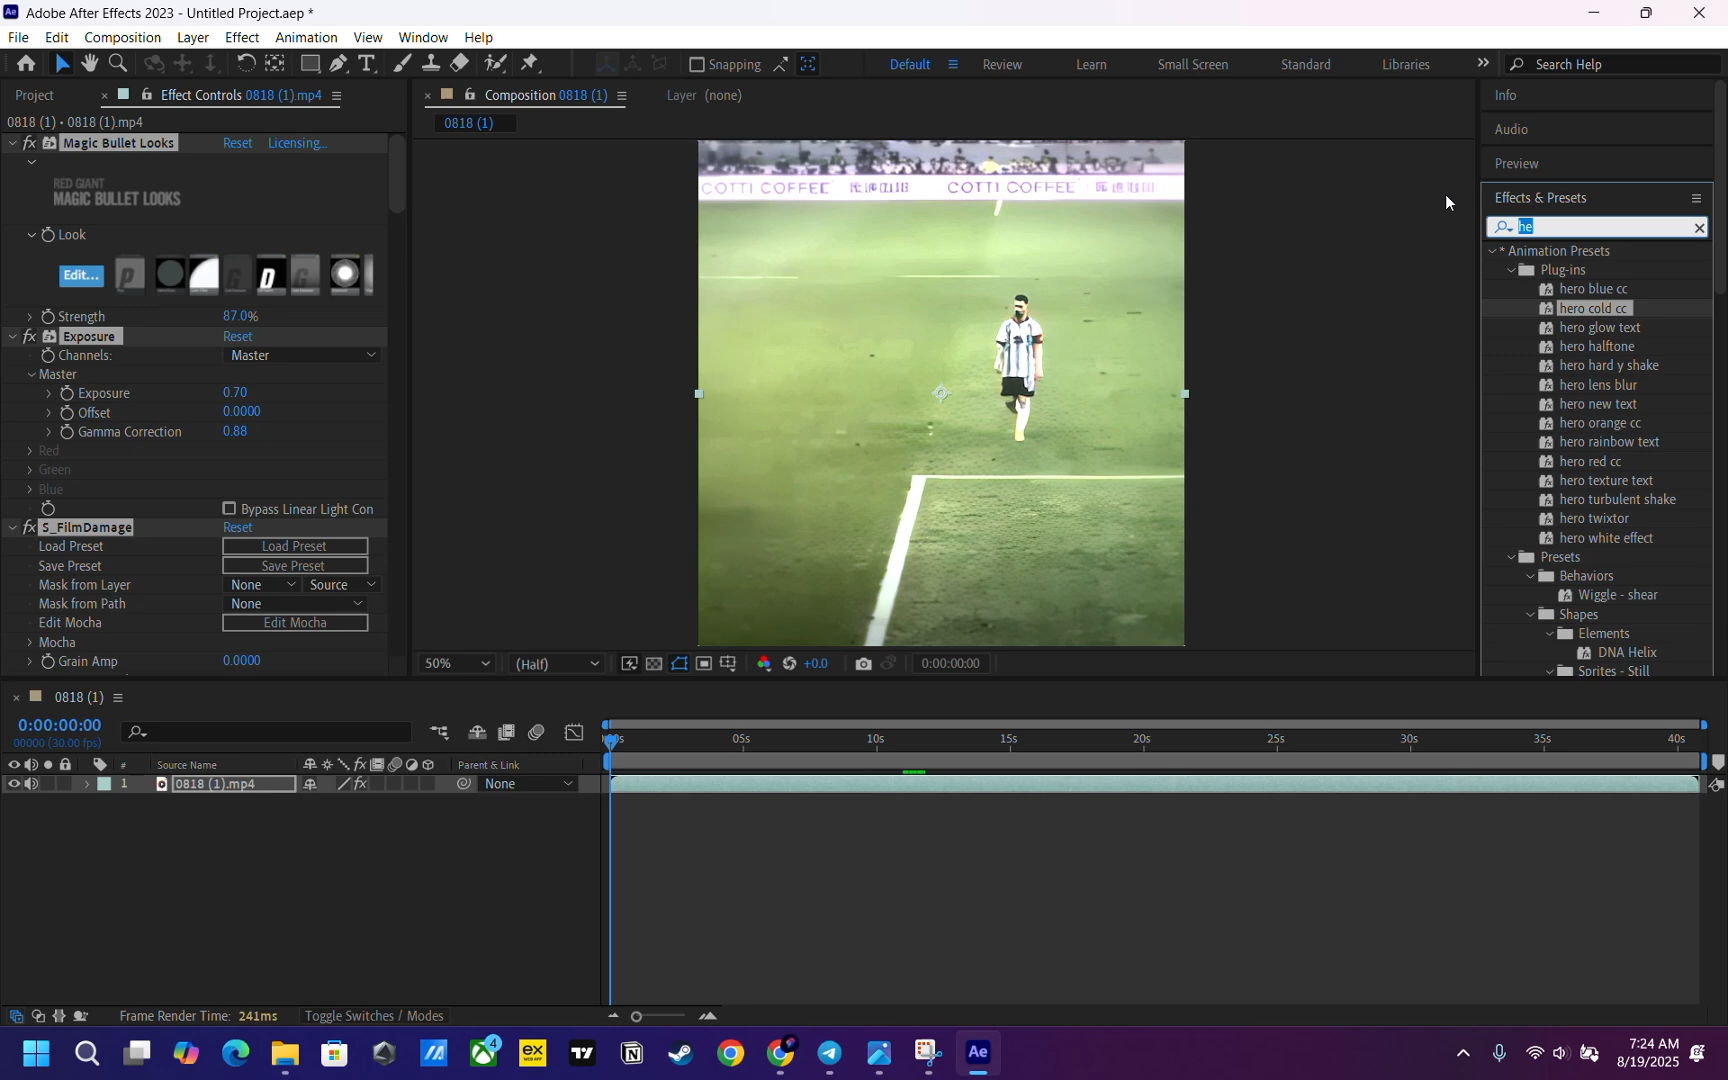 Adobe After Effects 2023 - Untitled Project.aep *
File Edit Composition Layer Effect Animation View Window Help
Snapping Default Review Learn Small Screen Standard Libraries Search Help
Project Effect Controls 0818 (1).mp4
0818 (1) • 0818 (1).mp4
fx Magic Bullet Looks Reset Licensing...
RED GIANT
MAGIC BULLET LOOKS
Look
Edit...
Strength 87.0%
fx Exposure Reset
Channels: Master
Master
Exposure 0.70
Offset 0.0000
Gamma Correction 0.88
Red
Green
Blue
Bypass Linear Light Con
fx S_FilmDamage Reset
Load Preset Load Preset
Save Preset Save Preset
Mask from Layer None Source
Mask from Path None
Edit Mocha Edit Mocha
Mocha
Grain Amp 0.0000
Composition 0818 (1) Layer (none)
0818 (1)
COTTI COFFEE COTTI COFFEE
50% (Half) +0.0 0:00:00:00
Info
Audio
Preview
Effects & Presets
he
* Animation Presets
Plug-ins
hero blue cc
hero cold cc
hero glow text
hero halftone
hero hard y shake
hero lens blur
hero new text
hero orange cc
hero rainbow text
hero red cc
hero texture text
hero turbulent shake
hero twixtor
hero white effect
Presets
Behaviors
Wiggle - shear
Shapes
Elements
DNA Helix
Sprites - Still
0818 (1)
0:00:00:00
00000 (30.00 fps)
05s 10s 15s 20s 25s 30s 35s 40s
# Source Name fx Parent & Link
1 0818 (1).mp4 fx None
Frame Render Time: 241ms Toggle Switches / Modes
4
EX
WEB APP
Ae
7:24 AM
8/19/2025